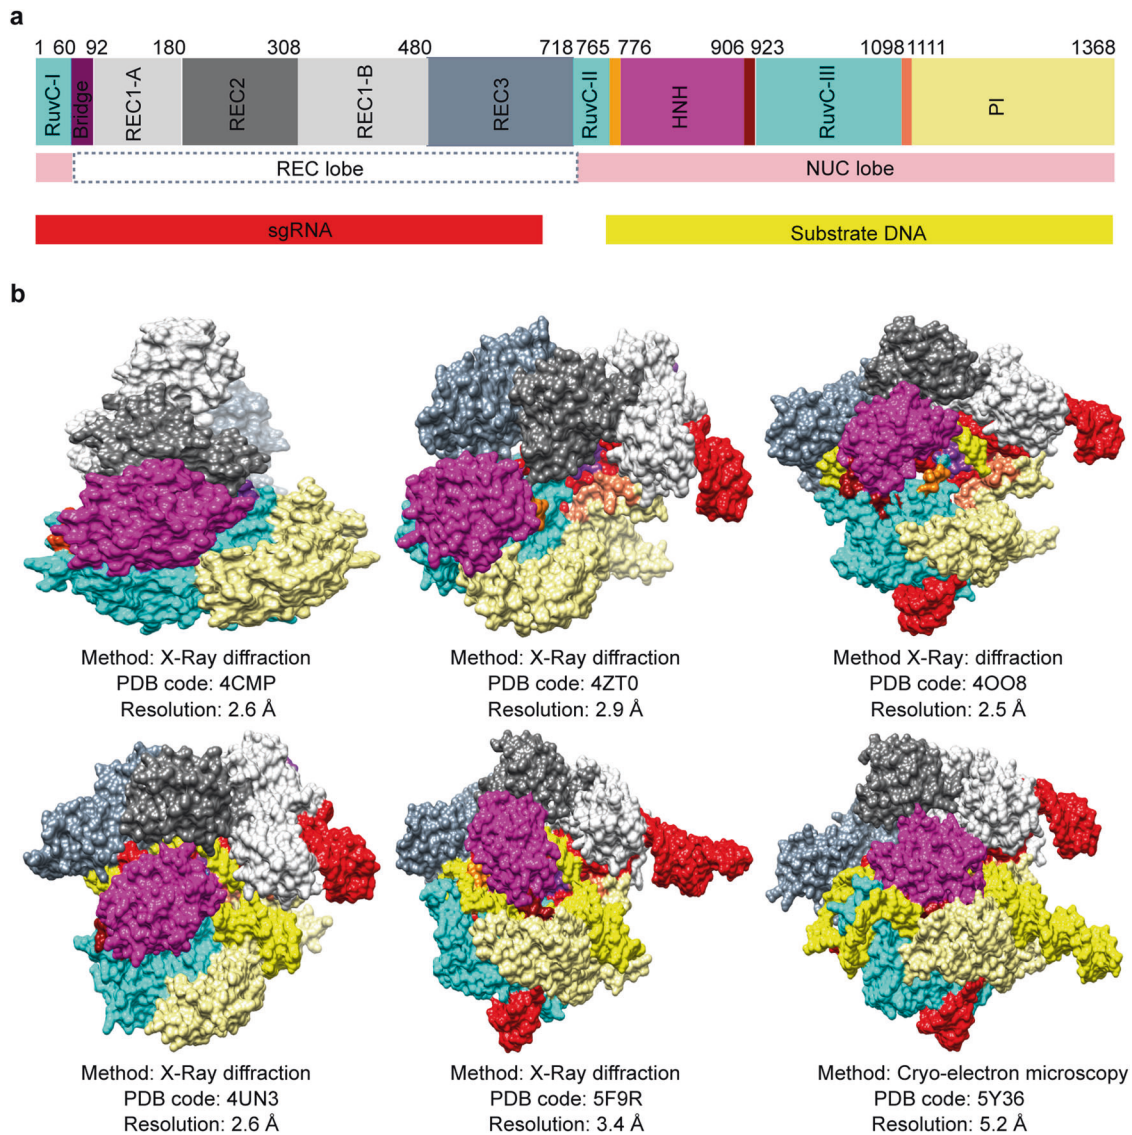 a
1 60 92 180 308 480 718 765 776 906 923 1098 1111 1368
RuvC-I Bridge REC1-A REC2 REC1-B REC3 RuvC-II HNH RuvC-III PI
REC lobe NUC lobe
sgRNA Substrate DNA
b
Method: X-Ray diffraction
PDB code: 4CMP
Resolution: 2.6 Å
Method: X-Ray diffraction
PDB code: 4ZT0
Resolution: 2.9 Å
Method X-Ray: diffraction
PDB code: 4OO8
Resolution: 2.5 Å
Method: X-Ray diffraction
PDB code: 4UN3
Resolution: 2.6 Å
Method: X-Ray diffraction
PDB code: 5F9R
Resolution: 3.4 Å
Method: Cryo-electron microscopy
PDB code: 5Y36
Resolution: 5.2 Å